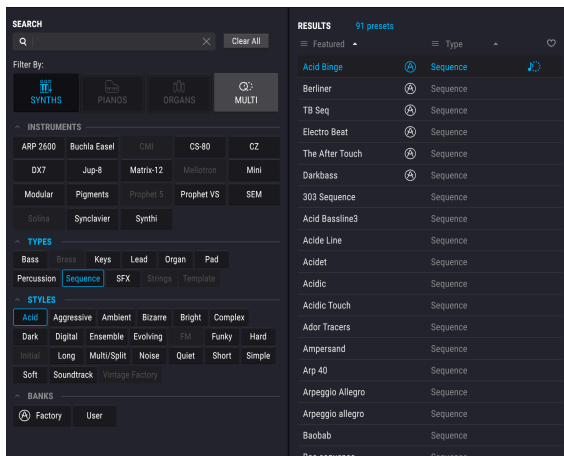 SEARCH
Clear All
Filter By:
SYNTHS PIANOS ORGANS MULTI
INSTRUMENTS
ARP 2600 Buchla Easel CMI CS-80 CZ
DX7 Jup-8 Matrix-12 Mellotron Mini
Modular Pigments Prophet 5 Prophet VS SEM
Solina Synclavier Synthi
TYPES
Bass Brass Keys Lead Organ Pad
Percussion Sequence SFX Strings Template
STYLES
Acid Aggressive Ambient Bizarre Bright Complex
Dark Digital Ensemble Evolving FM Funky Hard
Initial Long Multi/Split Noise Quiet Short Simple
Soft Soundtrack Vintage Factory
BANKS
Factory User
RESULTS 91 presets
Featured Type
Acid Binge Sequence
Berliner Sequence
TB Seq Sequence
Electro Beat Sequence
The After Touch Sequence
Darkbass Sequence
303 Sequence Sequence
Acid Bassline3 Sequence
Acide Line Sequence
Acidet Sequence
Acidic Sequence
Acidic Touch Sequence
Ador Tracers Sequence
Ampersand Sequence
Arp 40 Sequence
Arpeggio Allegro Sequence
Arpeggio allegro Sequence
Baobab Sequence